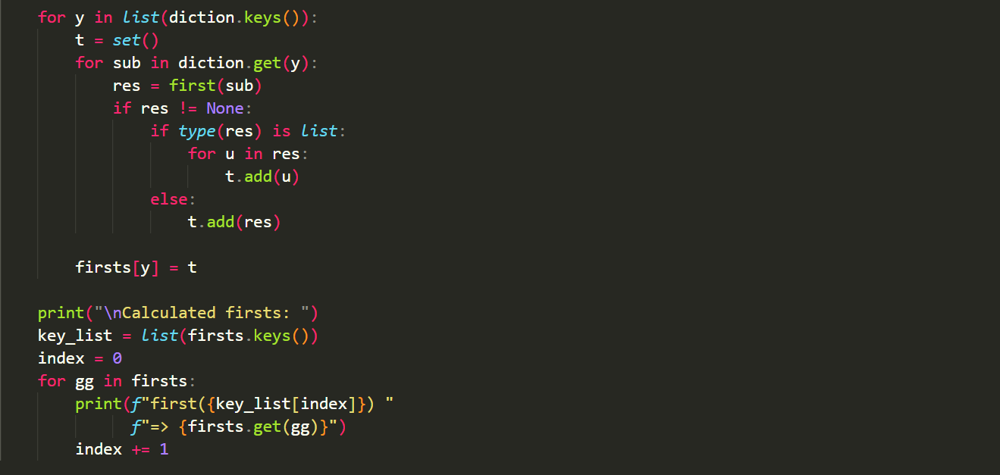 for y in list(diction.keys()):
    t = set()
    for sub in diction.get(y):
        res = first(sub)
        if res != None:
            if type(res) is list:
                for u in res:
                    t.add(u)
            else:
                t.add(res)

    firsts[y] = t

print("\nCalculated firsts: ")
key_list = list(firsts.keys())
index = 0
for gg in firsts:
    print(f"first({key_list[index]}) "
          f"=> {firsts.get(gg)}")
    index += 1